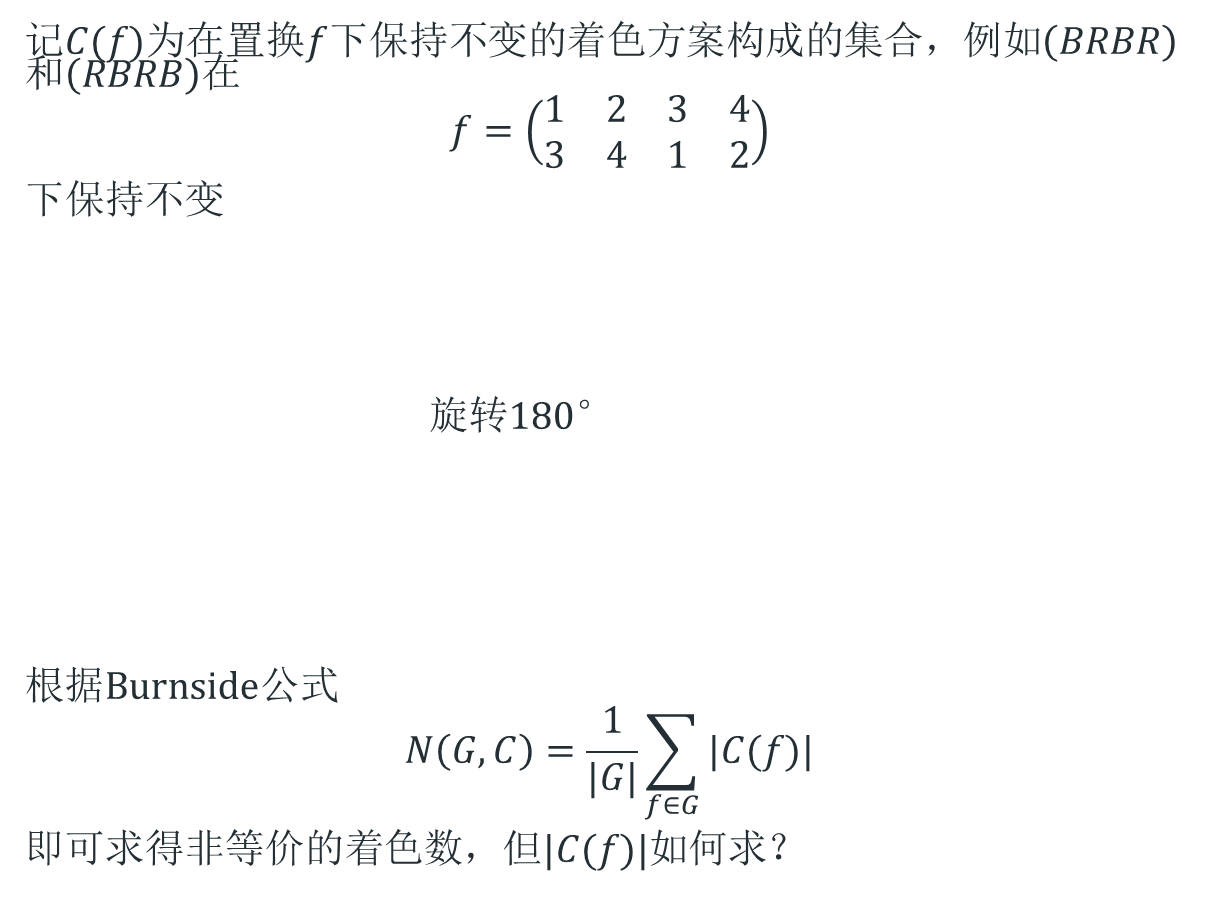 记C(f)为在置换f下保持不变的着色方案构成的集合，例如(BRBR)
和(RBRB)在
f = (1 2 3 4
3 4 1 2)
下保持不变
旋转180°
根据Burnside公式
N(G, C) = 1/|G| ∑_{f∈G} |C(f)|
即可求得非等价的着色数，但|C(f)|如何求？